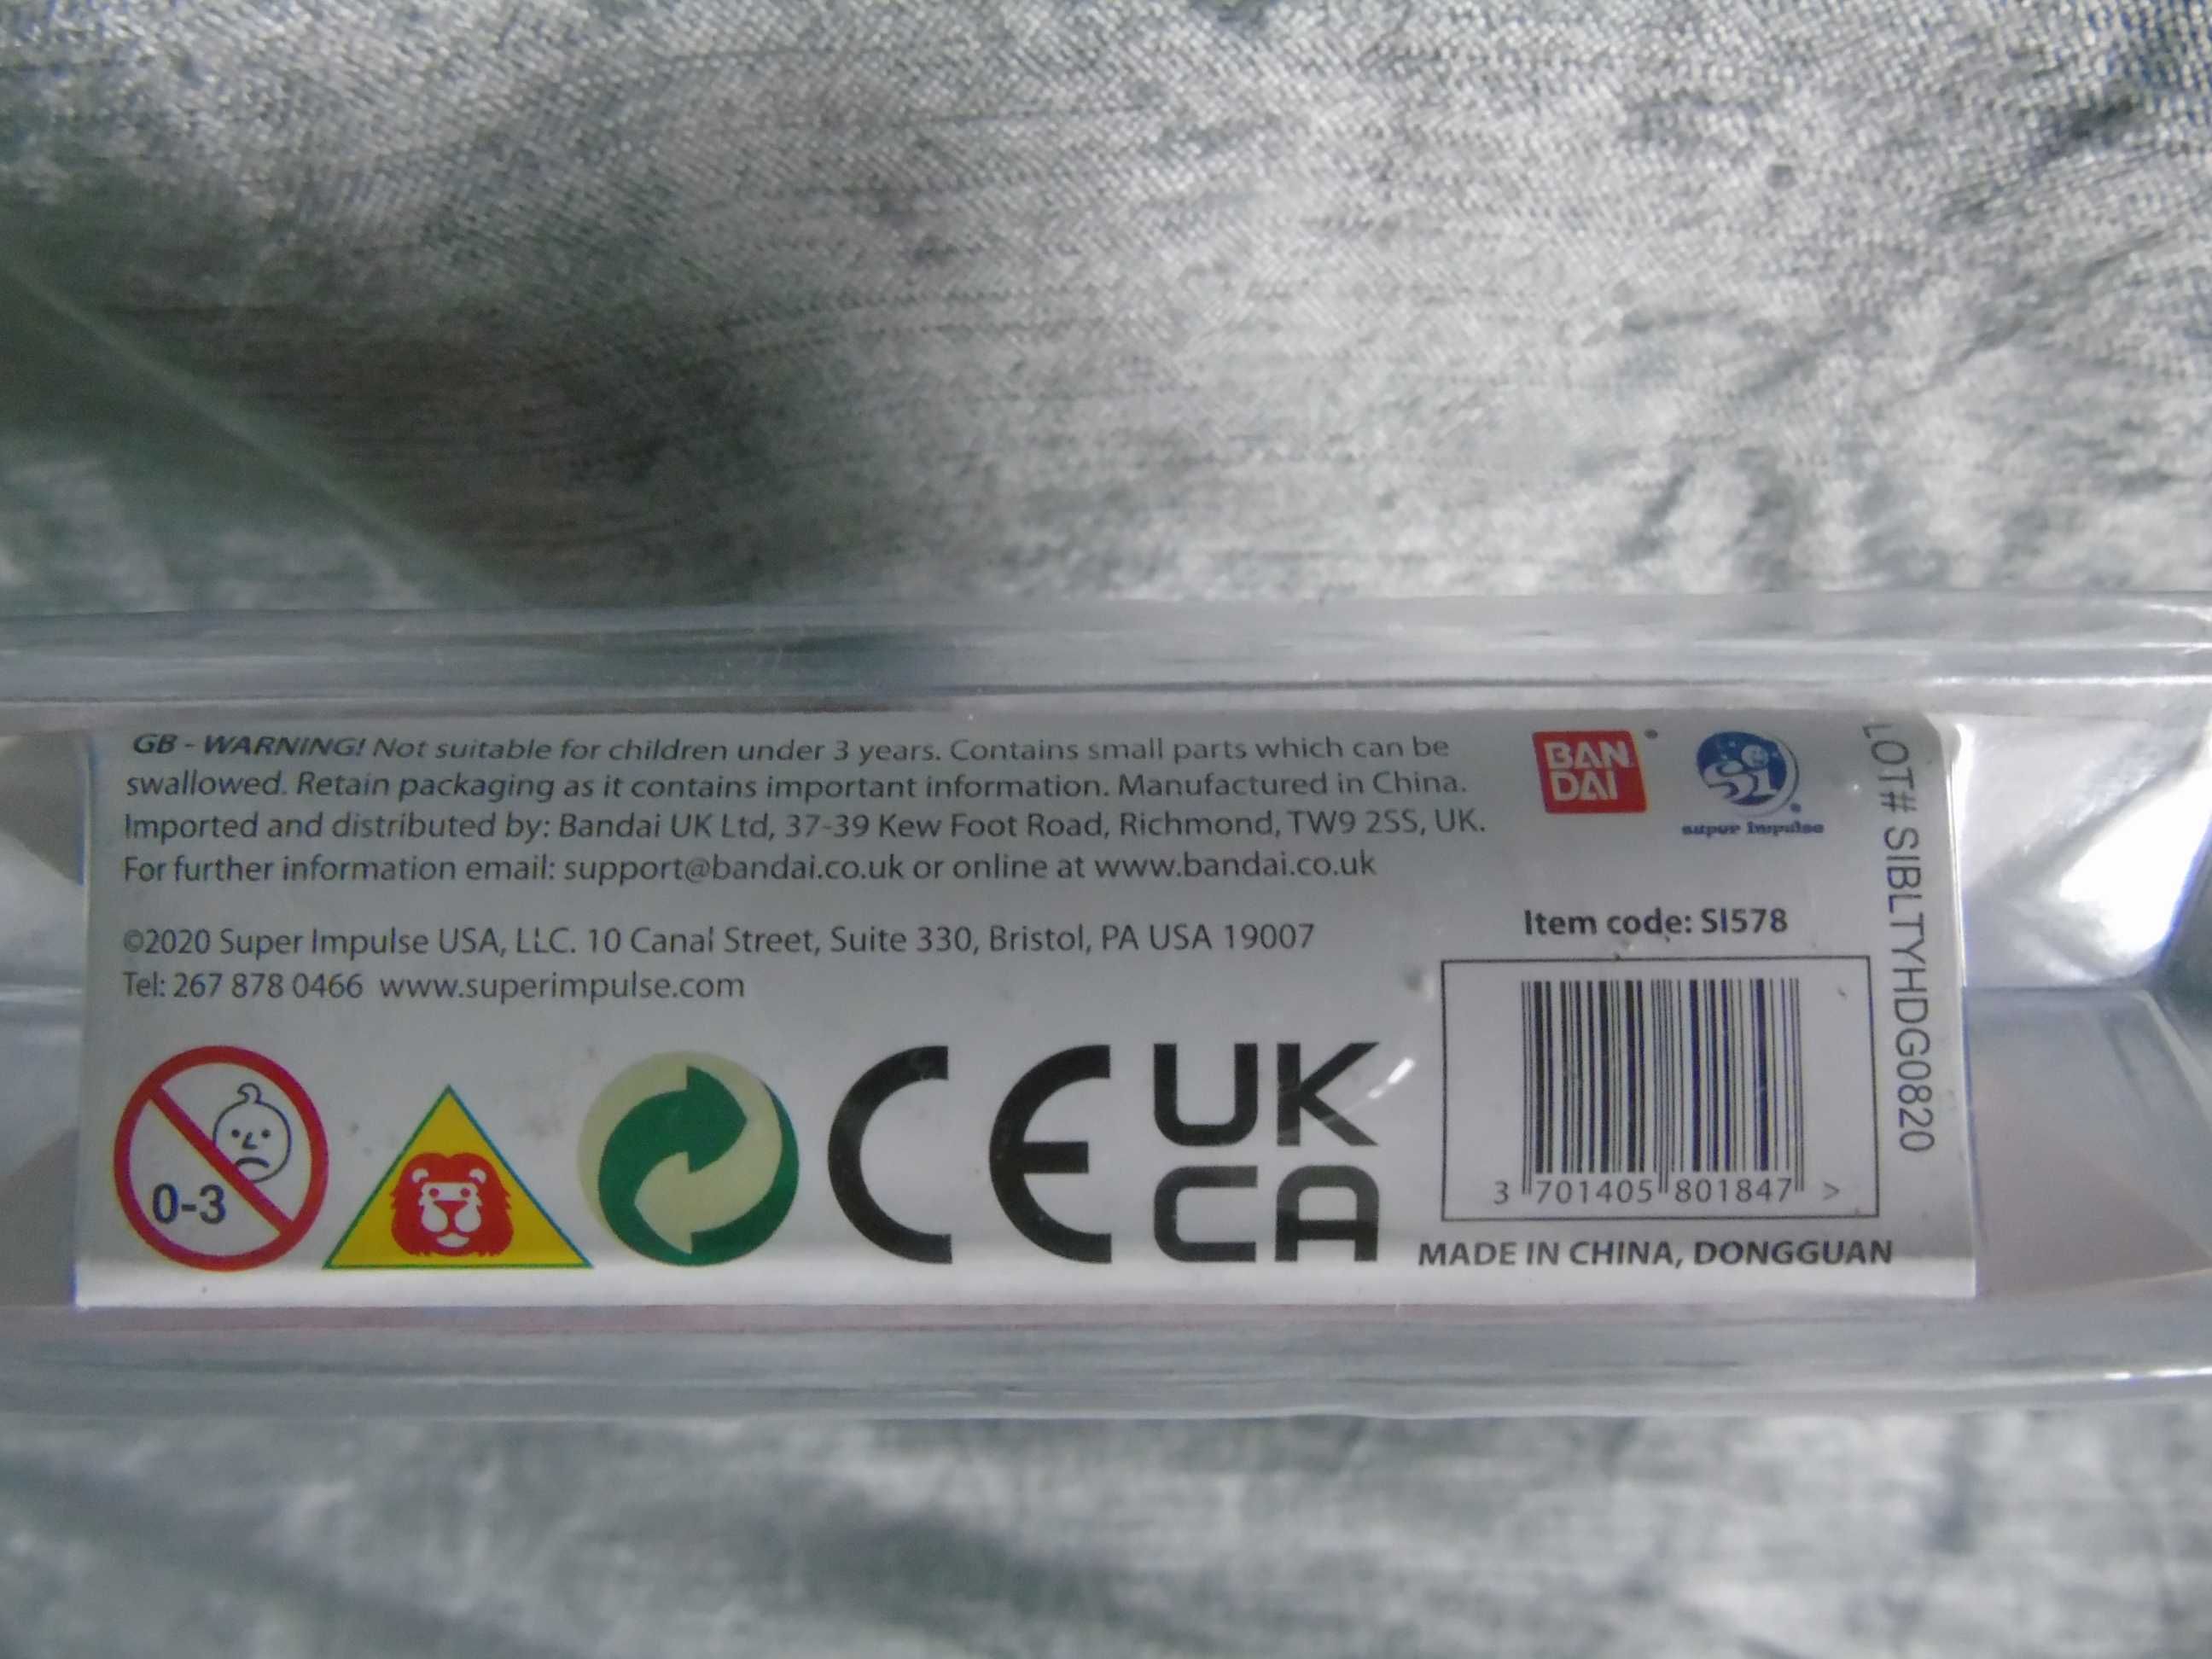 GB - WARNING! Not suitable for children under 3 years. Contains small parts which can be
swallowed. Retain packaging as it contains important information. Manufactured in China.
Imported and distributed by: Bandai UK Ltd, 37-39 Kew Foot Road, Richmond, TW9 2SS, UK.
For further information email: support@bandai.co.uk or online at www.bandai.co.uk
©2020 Super Impulse USA, LLC. 10 Canal Street, Suite 330, Bristol, PA USA 19007
Tel: 267 878 0466 www.superimpulse.com
0-3
CE
UK
CA
BAN
DAI
SI
super impulse
Item code: SI578
3 701405 801847 >
MADE IN CHINA, DONGGUAN
LOT# SIBLTYHDG0820